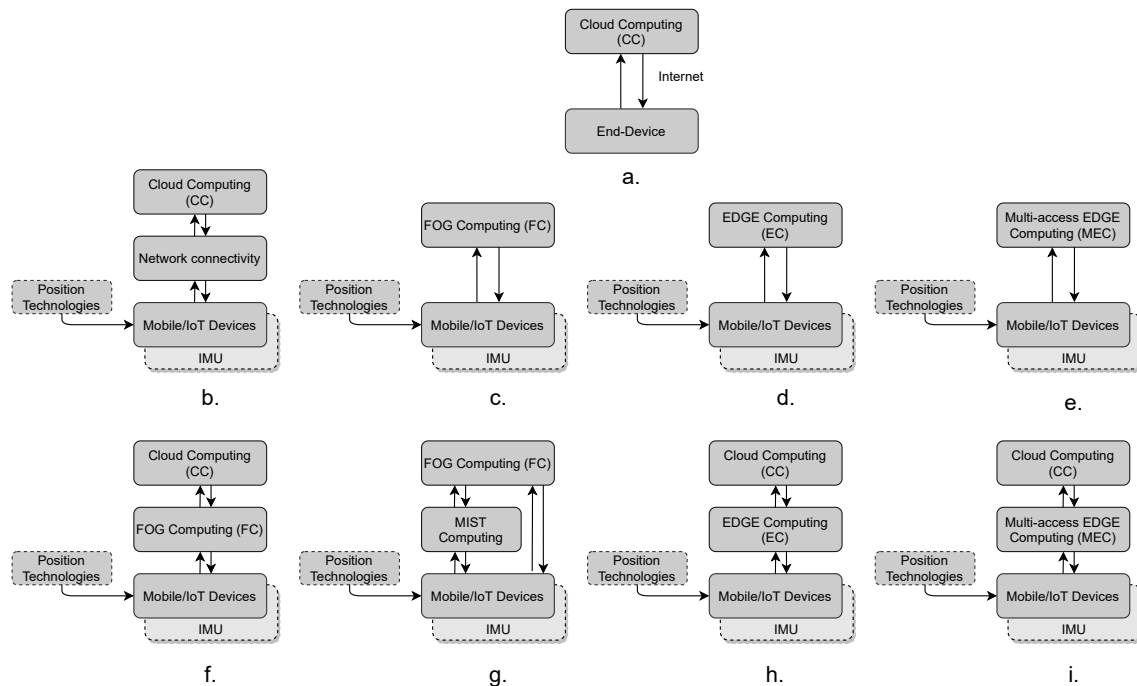 Cloud Computing
(CC)
Internet
End-Device
a.
Cloud Computing
(CC)
Network connectivity
Position
Technologies
Mobile/IoT Devices
IMU
b.
FOG Computing (FC)
Position
Technologies
Mobile/IoT Devices
IMU
c.
EDGE Computing
(EC)
Position
Technologies
Mobile/IoT Devices
IMU
d.
Multi-access EDGE
Computing (MEC)
Position
Technologies
Mobile/IoT Devices
IMU
e.
Cloud Computing
(CC)
FOG Computing (FC)
Position
Technologies
Mobile/IoT Devices
IMU
f.
FOG Computing (FC)
MIST
Computing
Position
Technologies
Mobile/IoT Devices
IMU
g.
Cloud Computing
(CC)
EDGE Computing
(EC)
Position
Technologies
Mobile/IoT Devices
IMU
h.
Cloud Computing
(CC)
Multi-access EDGE
Computing (MEC)
Position
Technologies
Mobile/IoT Devices
IMU
i.